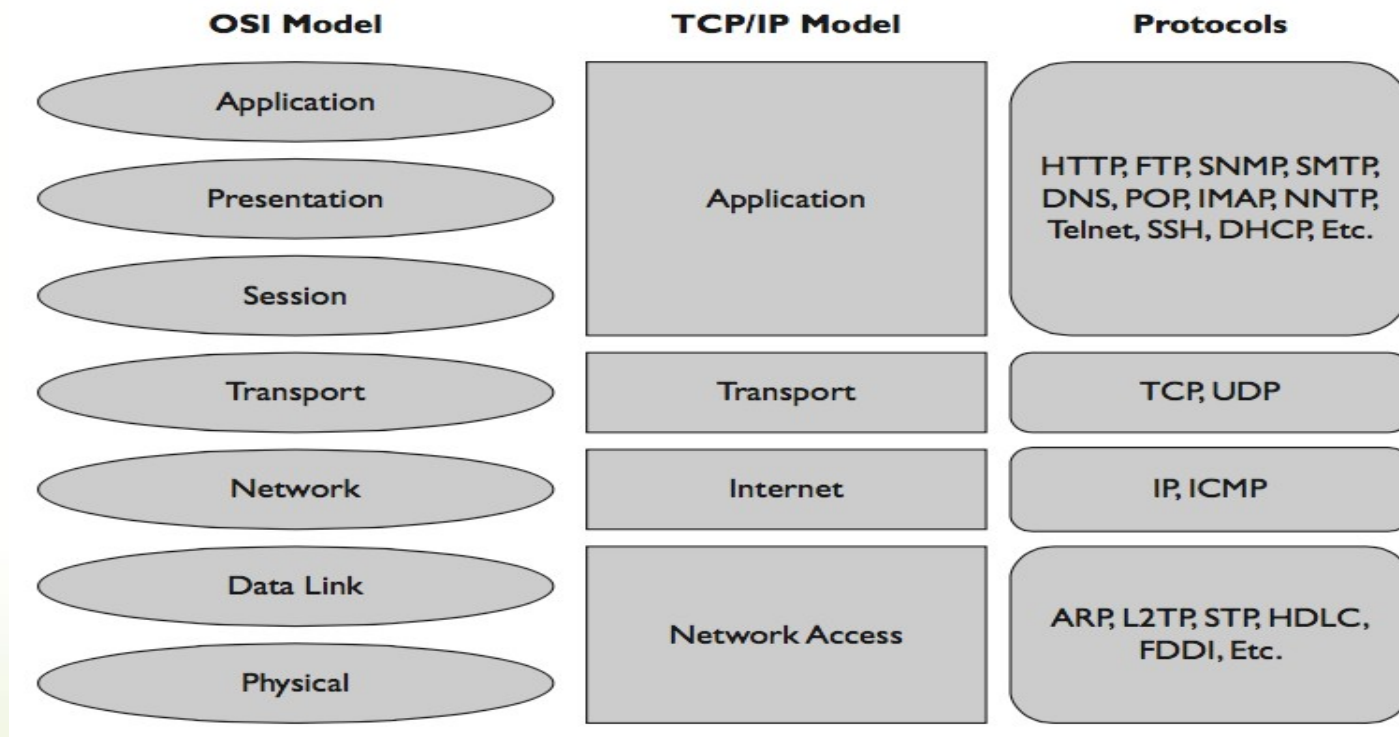 OSI Model
TCP/IP Model
Protocols
Application
Presentation
Session
Application
HTTP, FTP, SNMP, SMTP,
DNS, POP, IMAP, NNTP,
Telnet, SSH, DHCP, Etc.
Transport
Transport
TCP, UDP
Network
Internet
IP, ICMP
Data Link
Physical
Network Access
ARP, L2TP, STP, HDLC,
FDDI, Etc.